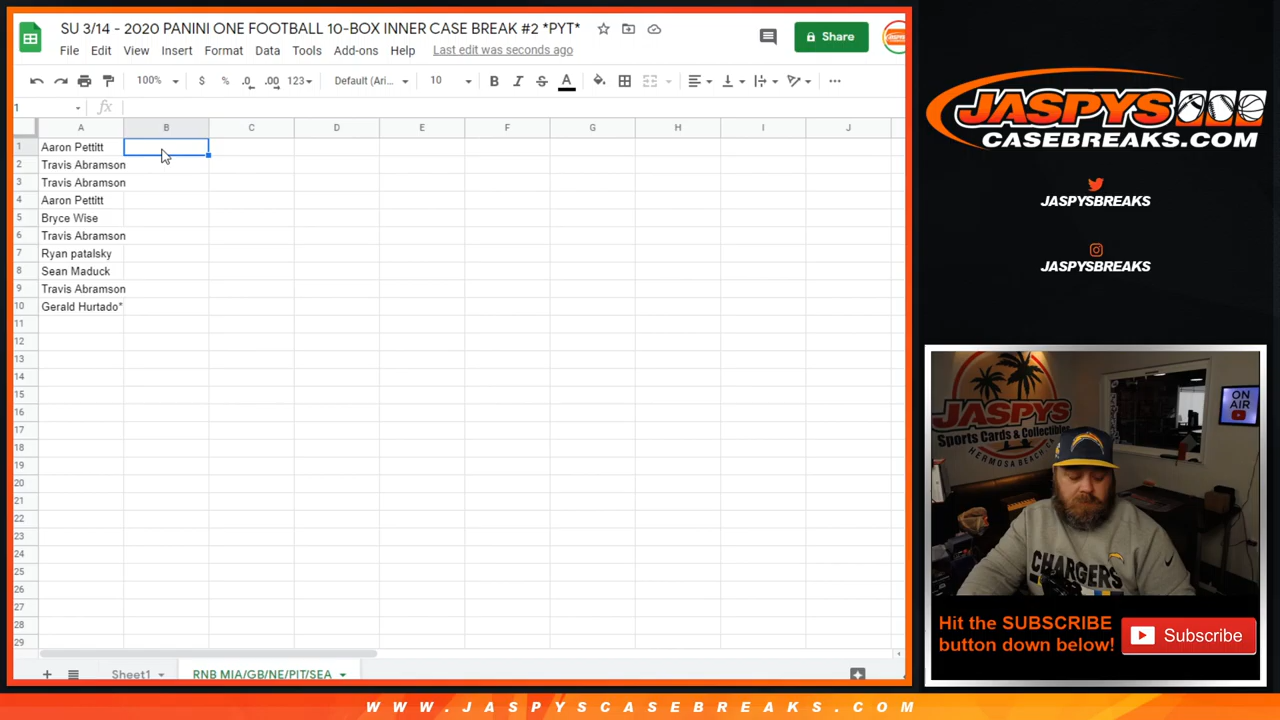 SU 3/14 - 2020 PANINI ONE FOOTBALL 10-BOX INNER CASE BREAK #2 *PYT*
File Edit View Insert Format Data Tools Add-ons Help Last edit was seconds ago
Share
100% $ % .0 .00 123 Default (Ari... 10 B I S A
1 fx
A B C D E F G H I J
1 Aaron Pettitt
2 Travis Abramson
3 Travis Abramson
4 Aaron Pettitt
5 Bryce Wise
6 Travis Abramson
7 Ryan patalsky
8 Sean Maduck
9 Travis Abramson
10 Gerald Hurtado*
11
12
13
14
15
16
17
18
19
20
21
22
23
24
25
26
27
28
29
Sheet1 RNB MIA/GB/NE/PIT/SEA
JASPYS
CASEBREAKS.COM
JASPYSBREAKS
JASPYSBREAKS
JASPYS
Sports Cards & Collectibles
HERMOSA BEACH, CA
ON
AIR
CHARGERS
Hit the SUBSCRIBE
button down below!
Subscribe
WWW.JASPYSCASEBREAKS.COM